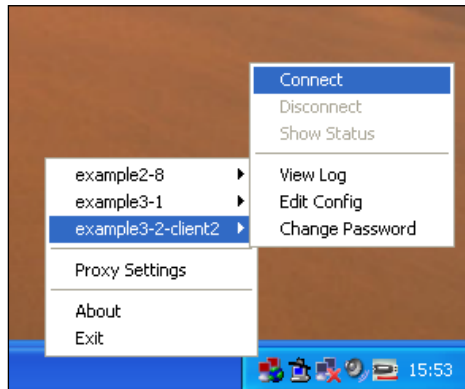 Connect
Disconnect
Show Status
View Log
Edit Config
Change Password
example2-8
example3-1
example3-2-client2
Proxy Settings
About
Exit
15:53